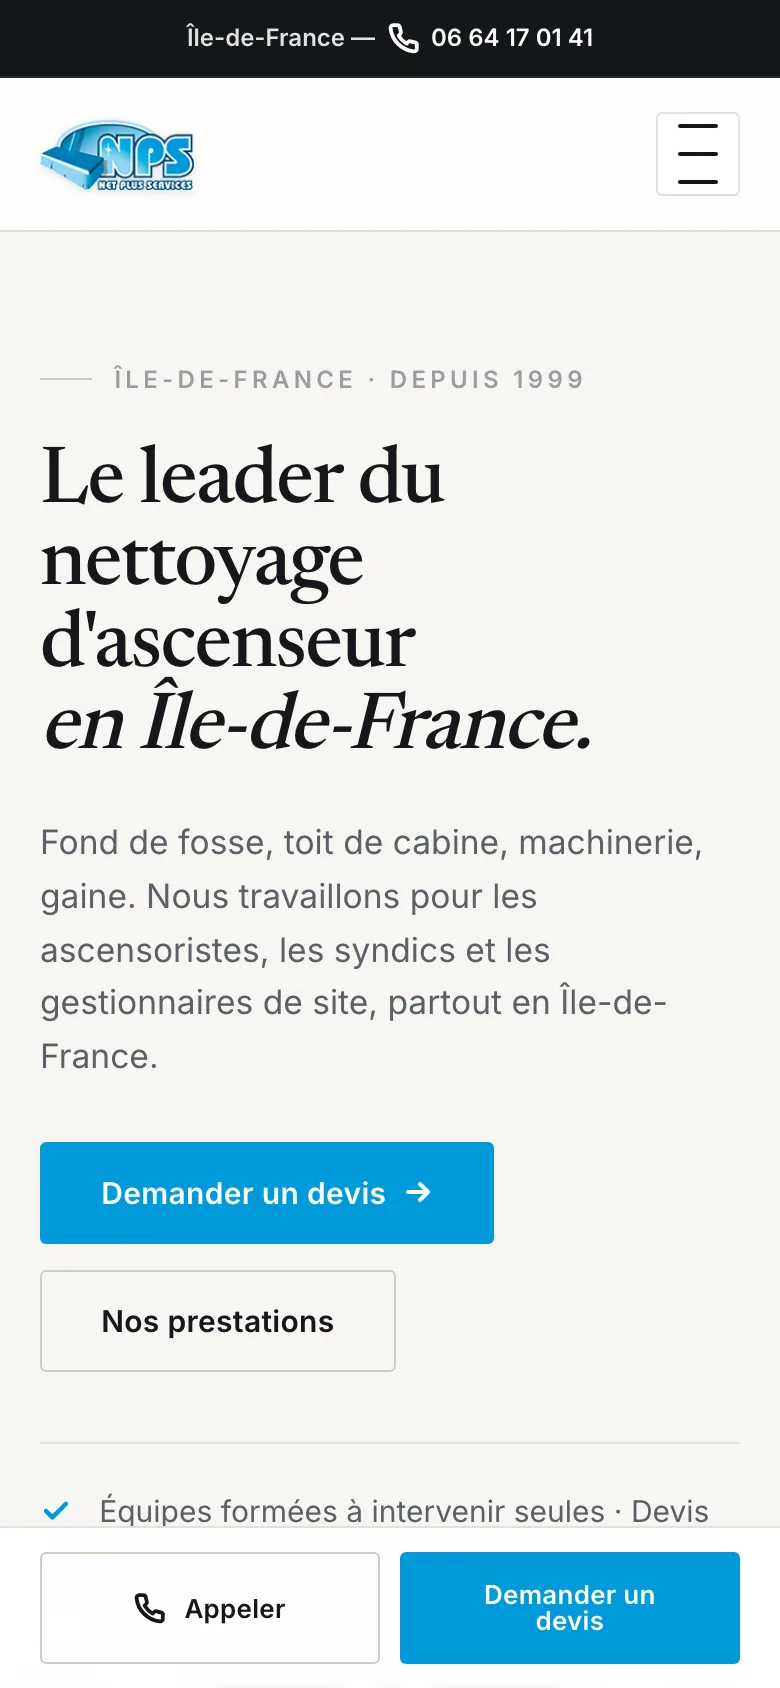 Île-de-France — 06 64 17 01 41
NPS
NET PLUS SERVICES
ÎLE-DE-FRANCE · DEPUIS 1999
Le leader du
nettoyage
d'ascenseur
en Île-de-France.
Fond de fosse, toit de cabine, machinerie,
gaine. Nous travaillons pour les
ascensoristes, les syndics et les
gestionnaires de site, partout en Île-de-
France.
Demander un devis →
Nos prestations
Équipes formées à intervenir seules · Devis
Appeler
Demander un
devis